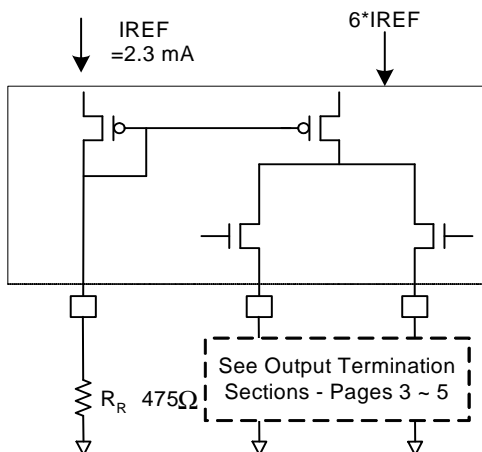 IREF
=2.3 mA
6*IREF
See Output Termination
Sections - Pages 3 ~ 5
RR 475Ω